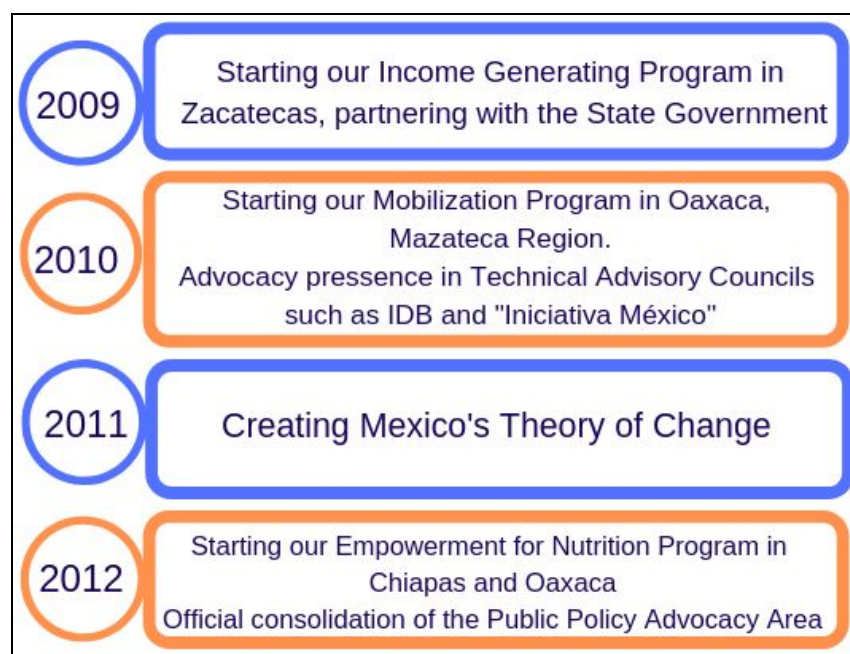 2009
Starting our Income Generating Program in
Zacatecas, partnering with the State Government
2010
Starting our Mobilization Program in Oaxaca,
Mazateca Region.
Advocacy pressence in Technical Advisory Councils
such as IDB and "Iniciativa México"
2011
Creating Mexico's Theory of Change
2012
Starting our Empowerment for Nutrition Program in
Chiapas and Oaxaca
Official consolidation of the Public Policy Advocacy Area